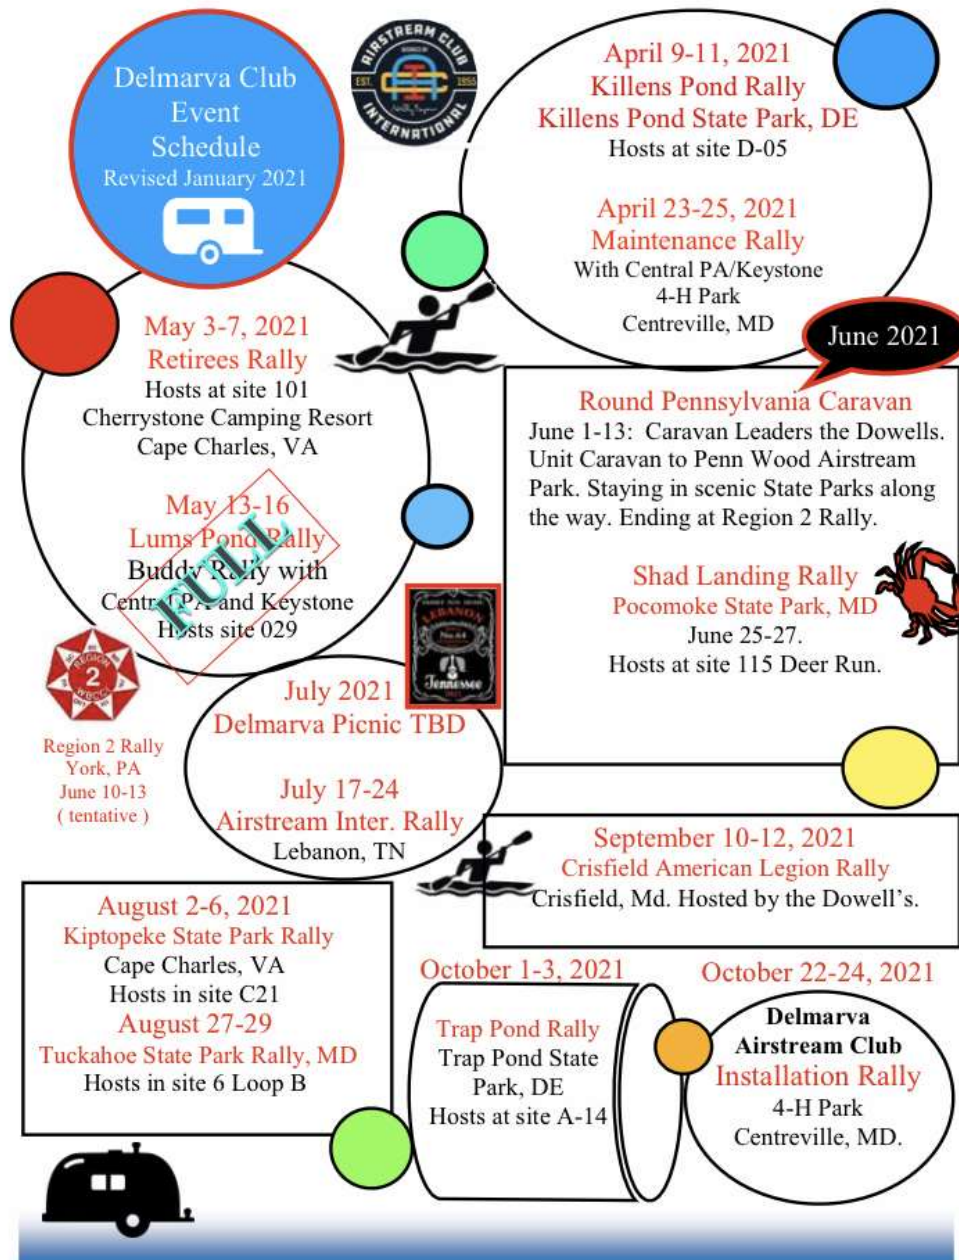 Delmarva Club
Event
Schedule
Revised January 2021
AIRSTREAM CLUB
EST. 1955
INTERNATIONAL
April 9-11, 2021
Killens Pond Rally
Killens Pond State Park, DE
Hosts at site D-05
April 23-25, 2021
Maintenance Rally
With Central PA/Keystone
4-H Park
Centreville, MD
May 3-7, 2021
Retirees Rally
Hosts at site 101
Cherrystone Camping Resort
Cape Charles, VA
May 13-16
Lums Pond Rally
Buddy Rally with
Central PA and Keystone
Hosts site 029
FULL
June 2021
Round Pennsylvania Caravan
June 1-13:  Caravan Leaders the Dowells.
Unit Caravan to Penn Wood Airstream
Park. Staying in scenic State Parks along
the way. Ending at Region 2 Rally.
Shad Landing Rally
Pocomoke State Park, MD
June 25-27.
Hosts at site 115 Deer Run.
REGION
2
WBCCI
Region 2 Rally
York, PA
June 10-13
( tentative )
LEBANON
No.64
Tennessee
July 2021
Delmarva Picnic TBD
July 17-24
Airstream Inter. Rally
Lebanon, TN
September 10-12, 2021
Crisfield American Legion Rally
Crisfield, Md. Hosted by the Dowell’s.
August 2-6, 2021
Kiptopeke State Park Rally
Cape Charles, VA
Hosts in site C21
August 27-29
Tuckahoe State Park Rally, MD
Hosts in site 6 Loop B
October 1-3, 2021
Trap Pond Rally
Trap Pond State
Park, DE
Hosts at site A-14
October 22-24, 2021
Delmarva
Airstream Club
Installation Rally
4-H Park
Centreville, MD.